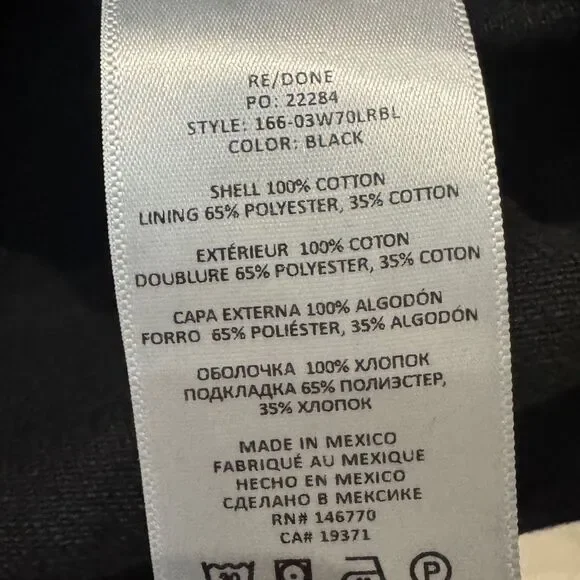 RE/DONE
PO: 22284
STYLE: 166-03W70LRBL
COLOR: BLACK
SHELL 100% COTTON
LINING 65% POLYESTER, 35% COTTON
EXTÉRIEUR 100% COTON
DOUBLURE 65% POLYESTER, 35% COTON
CAPA EXTERNA 100% ALGODÓN
FORRO 65% POLIÉSTER, 35% ALGODÓN
ОБОЛОЧКА 100% ХЛОПОК
ПОДКЛАДКА 65% ПОЛИЭСТЕР,
35% ХЛОПОК
MADE IN MEXICO
FABRIQUÉ AU MEXIQUE
HECHO EN MEXICO
СДЕЛАНО В МЕКСИКЕ
RN# 146770
CA# 19371
30 P